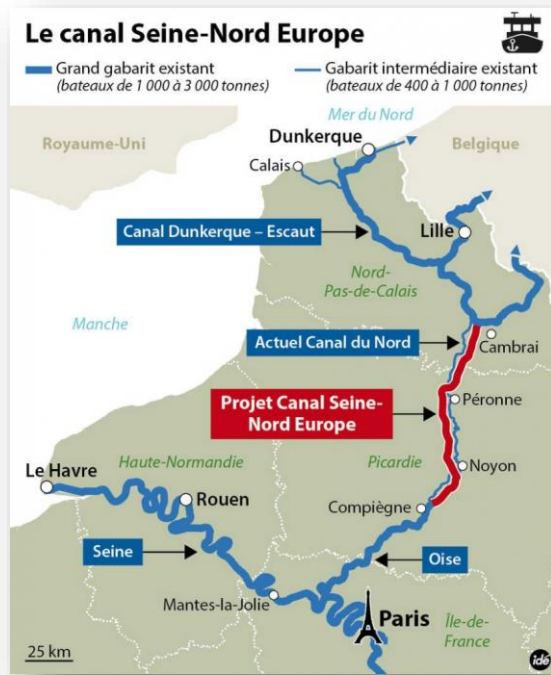 Le canal Seine-Nord Europe
Grand gabarit existant
(bateaux de 1 000 à 3 000 tonnes)
Gabarit intermédiaire existant
(bateaux de 400 à 1 000 tonnes)
Mer du Nord
Royaume-Uni
Dunkerque
Belgique
Calais
Canal Dunkerque – Escaut
Lille
Nord-
Pas-de-Calais
Manche
Actuel Canal du Nord
Cambrai
Projet Canal Seine-
Nord Europe
Péronne
Haute-Normandie
Picardie
Noyon
Le Havre
Rouen
Compiègne
Seine
Oise
Mantes-la-Jolie
Paris
Île-de-
France
25 km
idé